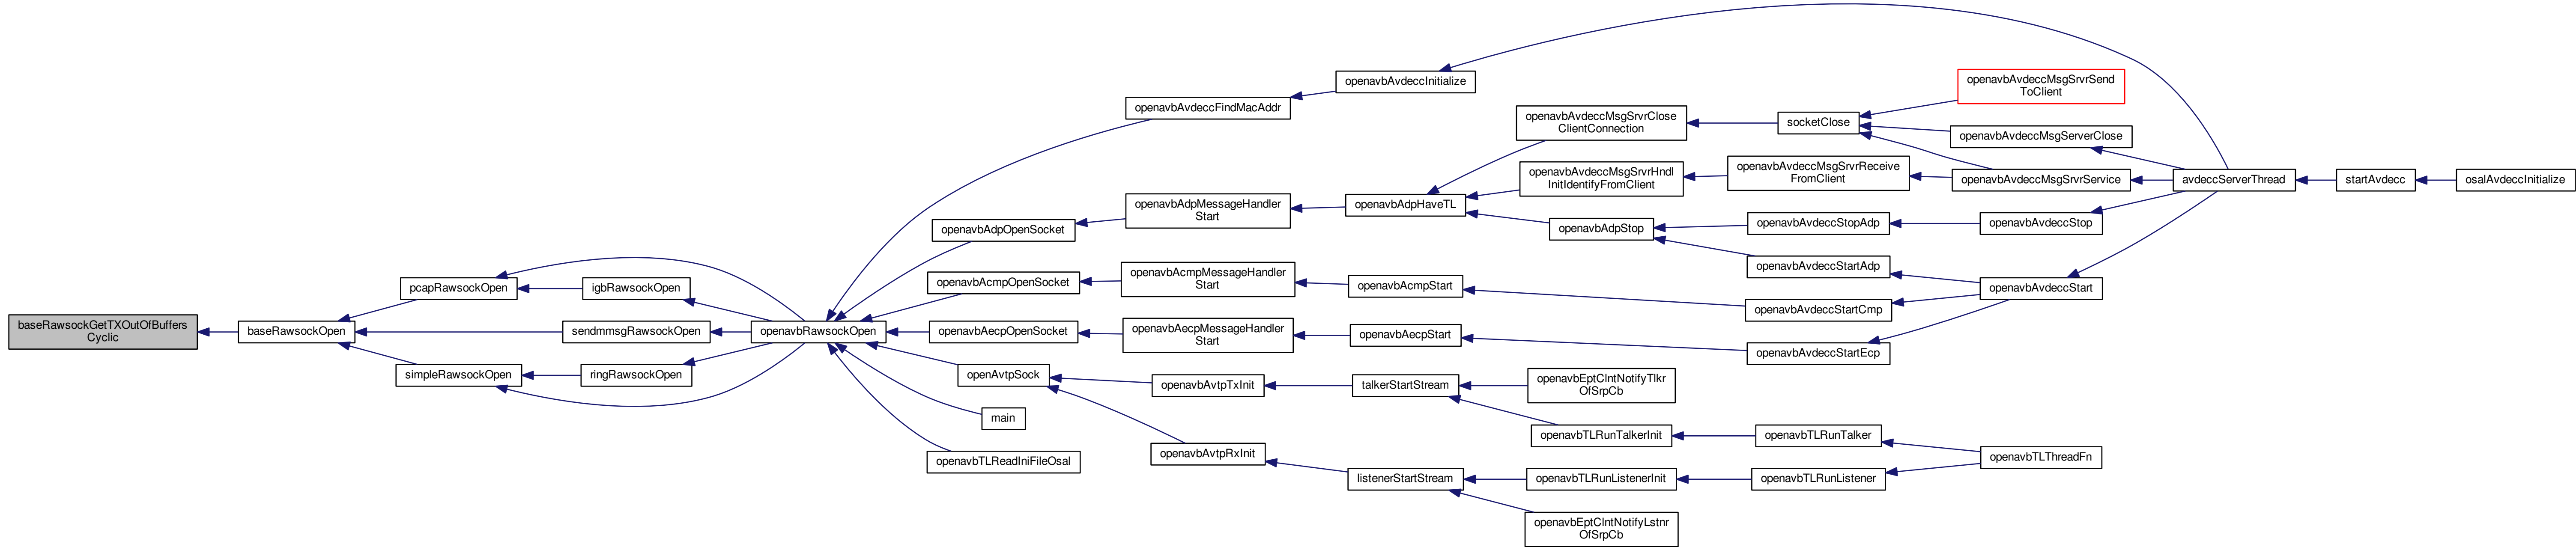 baseRawsockGetTXOutOfBuffers
Cyclic
baseRawsockOpen
pcapRawsockOpen
igbRawsockOpen
sendmmsgRawsockOpen
simpleRawsockOpen
ringRawsockOpen
openavbRawsockOpen
openavbAvdeccFindMacAddr
openavbAvdeccInitialize
openavbAdpOpenSocket
openavbAdpMessageHandler
Start
openavbAdpHaveTL
openavbAvdeccMsgSrvrClose
ClientConnection
socketClose
openavbAvdeccMsgSrvrSend
ToClient
openavbAvdeccMsgServerClose
openavbAvdeccMsgSrvrHndl
InitIdentifyFromClient
openavbAvdeccMsgSrvrReceive
FromClient
openavbAvdeccMsgSrvrService
avdeccServerThread
startAvdecc
osalAvdeccInitialize
openavbAdpStop
openavbAvdeccStopAdp
openavbAvdeccStop
openavbAvdeccStartAdp
openavbAvdeccStart
openavbAcmpOpenSocket
openavbAcmpMessageHandler
Start
openavbAcmpStart
openavbAvdeccStartCmp
openavbAecpOpenSocket
openavbAecpMessageHandler
Start
openavbAecpStart
openavbAvdeccStartEcp
openAvtpSock
openavbAvtpTxInit
talkerStartStream
openavbEptClntNotifyTlkr
OfSrpCb
openavbTLRunTalkerInit
openavbTLRunTalker
openavbTLThreadFn
main
openavbTLReadIniFileOsal
openavbAvtpRxInit
listenerStartStream
openavbTLRunListenerInit
openavbTLRunListener
openavbEptClntNotifyLstnr
OfSrpCb